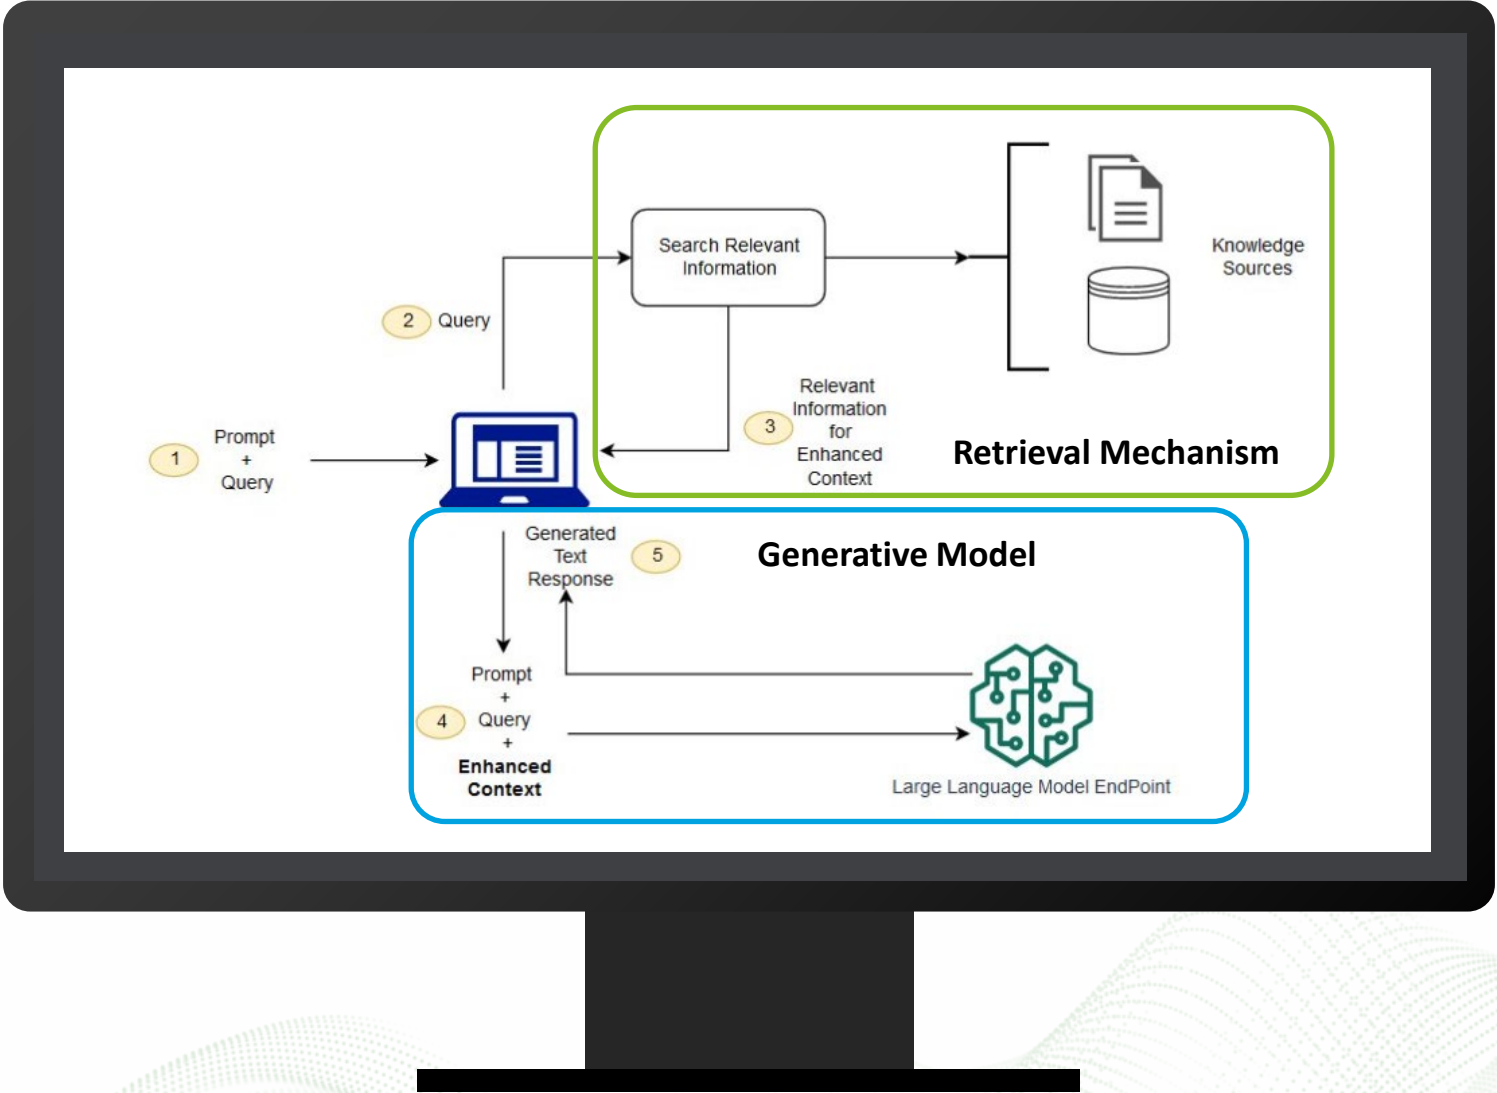 Search Relevant
Information
Knowledge
Sources
2
Query
Relevant
Information
for
Enhanced
Context
3
Retrieval Mechanism
1
Prompt
+
Query
Generated
Text
Response
5
Generative Model
4
Prompt
+
Query
+
Enhanced
Context
Large Language Model EndPoint